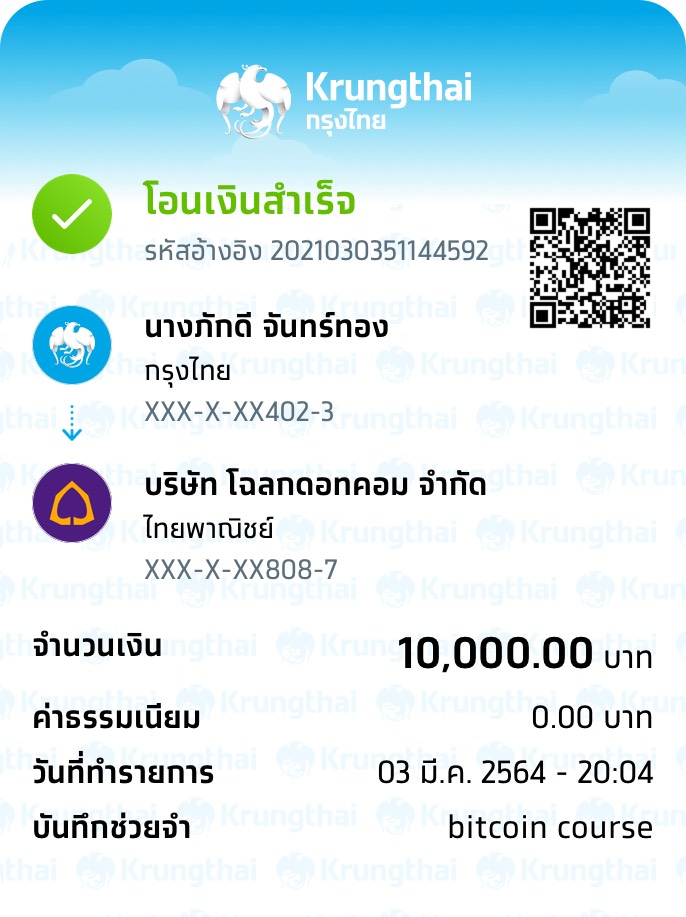 Krungthai
กรุงไทย
โอนเงินสำเร็จ
รหัสอ้างอิง 2021030351144592
นางภักดี จันทร์ทอง
กรุงไทย
XXX-X-XX402-3
บริษัท โฉลกดอทคอม จำกัด
ไทยพาณิชย์
XXX-X-XX808-7
จำนวนเงิน 10,000.00 บาท
ค่าธรรมเนียม 0.00 บาท
วันที่ทำรายการ 03 มี.ค. 2564 - 20:04
บันทึกช่วยจำ bitcoin course